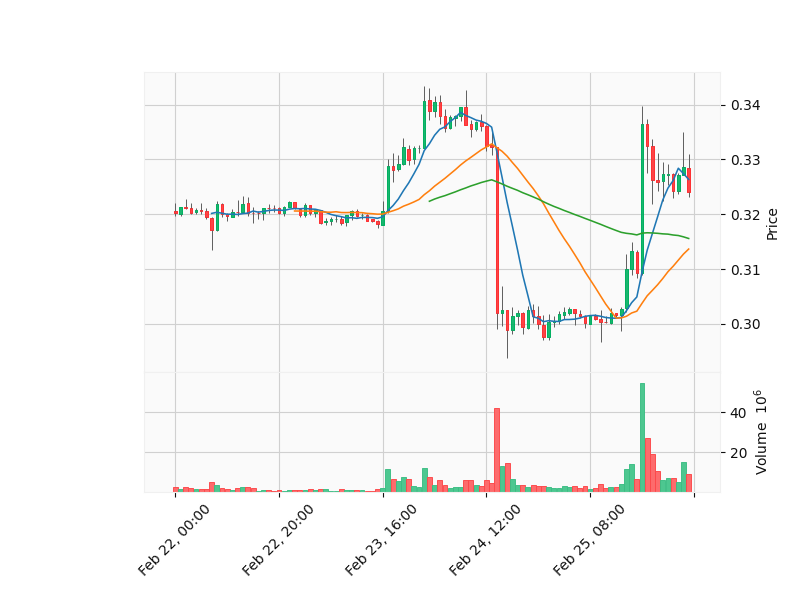 0.34
0.33
0.32
0.31
0.30
Price
40
20
Volume 10^6
Feb 22, 00:00
Feb 22, 20:00
Feb 23, 16:00
Feb 24, 12:00
Feb 25, 08:00